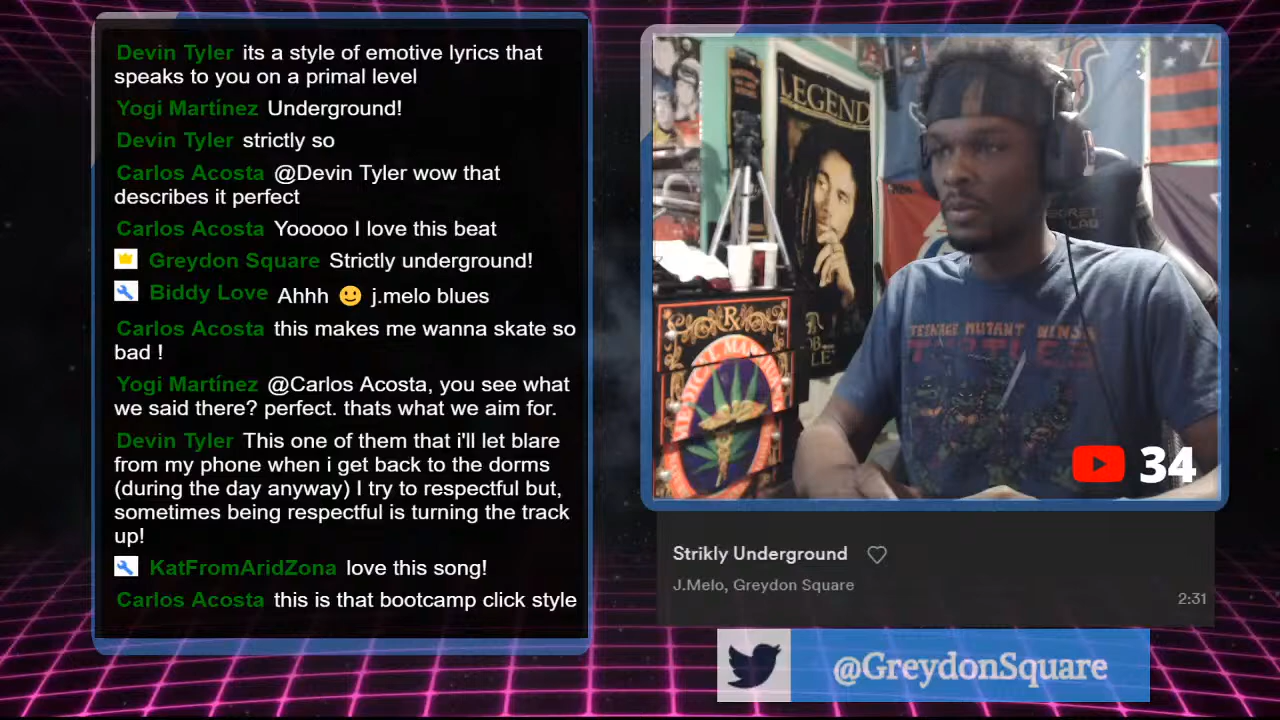 Devin Tyler its a style of emotive lyrics that
speaks to you on a primal level
Yogi Martínez Underground!
Devin Tyler strictly so
Carlos Acosta @Devin Tyler wow that
describes it perfect
Carlos Acosta Yooooo I love this beat
Greydon Square Strictly underground!
Biddy Love Ahhh 🙂 j.melo blues
Carlos Acosta this makes me wanna skate so
bad !
Yogi Martínez @Carlos Acosta, you see what
we said there? perfect. thats what we aim for.
Devin Tyler This one of them that i'll let blare
from my phone when i get back to the dorms
(during the day anyway) I try to respectful but,
sometimes being respectful is turning the track
up!
KatFromAridZona love this song!
Carlos Acosta this is that bootcamp click style
LEGEND
SECRET
LAB
TEENAGE MUTANT NINJA
TURTLES
Rx
MEDICAL MARIJUANA
34
Strikly Underground
J.Melo, Greydon Square
2:31
@GreydonSquare